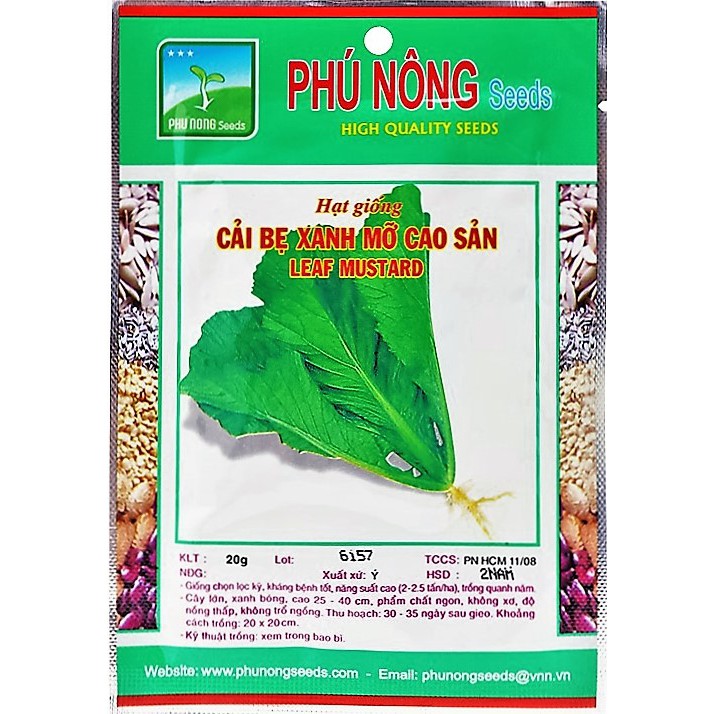 ★★★
PHU NONG Seeds
PHÚ NÔNG Seeds
HIGH QUALITY SEEDS
Hạt giống
CẢI BẸ XANH MỠ CAO SẢN
LEAF MUSTARD
KLT : 20g Lot: 6i57 TCCS: PN HCM 11/08
NĐG: Xuất xứ: Ý HSD : 2NAM
- Giống chọn lọc kỹ, kháng bệnh tốt, năng suất cao (2-2.5 tấn/ha), trồng quanh năm.
- Cây lớn, xanh bóng, cao 25 - 40 cm, phẩm chất ngon, không xơ, độ
nồng thấp, không trổ ngồng. Thu hoạch: 30 - 35 ngày sau gieo. Khoảng
cách trồng: 20 x 20cm.
- Kỹ thuật trồng: xem trong bao bì.
Website: www.phunongseeds.com - Email: phunongseeds@vnn.vn